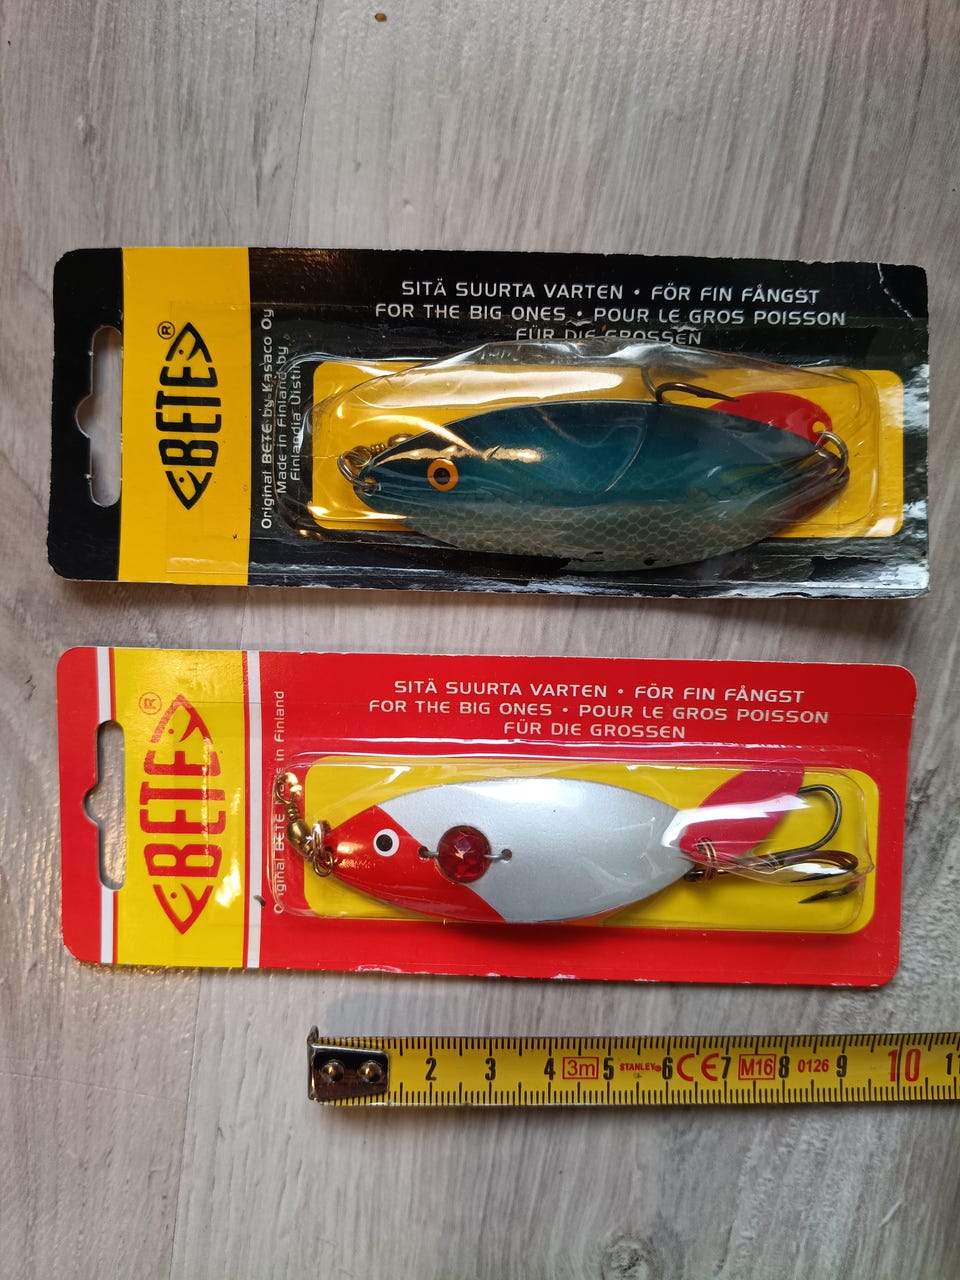 SITÄ SUURTA VARTEN • FÖR FIN FÅNGST
FOR THE BIG ONES • POUR LE GROS POISSON
FÜR DIE GROSSEN
BETE®
Original BETE by Kasaco Oy
Made in Finland by
Finlandia Uistin
SITÄ SUURTA VARTEN • FÖR FIN FÅNGST
FOR THE BIG ONES • POUR LE GROS POISSON
FÜR DIE GROSSEN
BETE®
Original BETE Made in Finland
2 3 4 3m 5 STANLEY® 6 CE 7 M16 8 0126 9 10 11